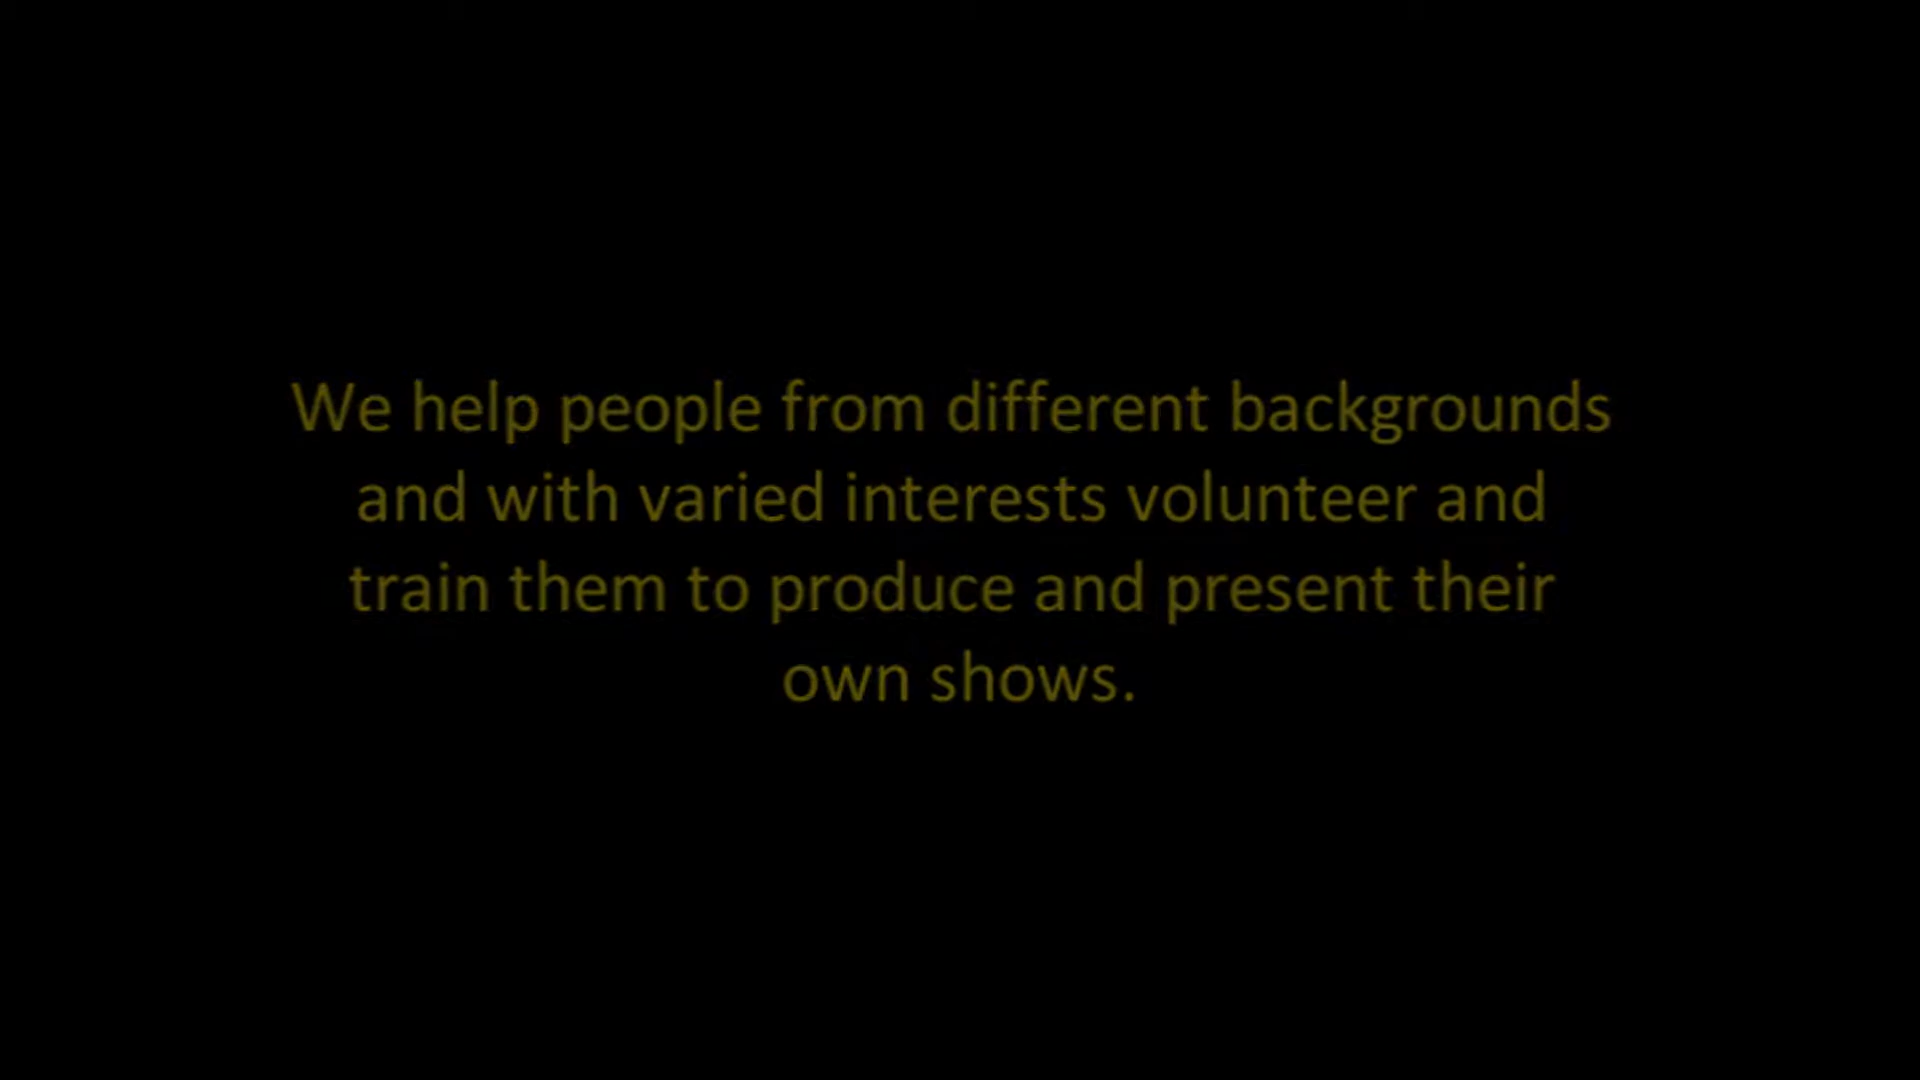 We help people from different backgrounds
and with varied interests volunteer and
train them to produce and present their
own shows.